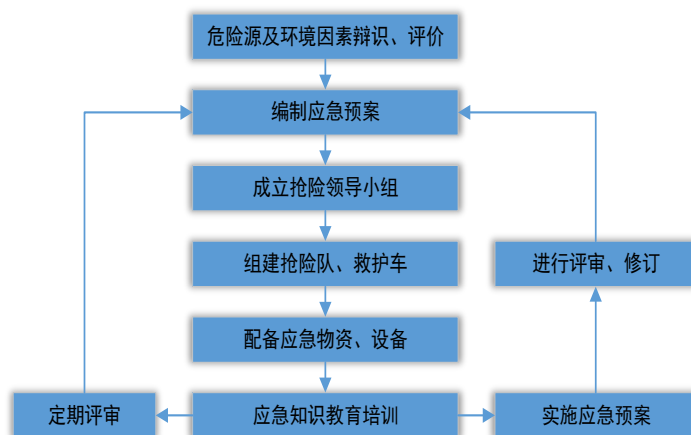 危险源及环境因素辩识、评价
编制应急预案
成立抢险领导小组
组建抢险队、救护车
进行评审、修订
配备应急物资、设备
定期评审
应急知识教育培训
实施应急预案